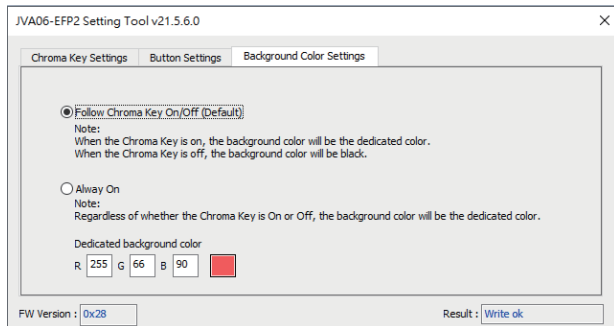 JVA06-EFP2 Setting Tool v21.5.6.0
Chroma Key Settings Button Settings Background Color Settings
Follow Chroma Key On/Off (Default)
Note:
When the Chroma Key is on, the background color will be the dedicated color.
When the Chroma Key is off, the background color will be black.
Alway On
Note:
Regardless of whether the Chroma Key is On or Off, the background color will be the dedicated color.
Dedicated background color
R 255 G 66 B 90
FW Version : 0x28 Result : Write ok